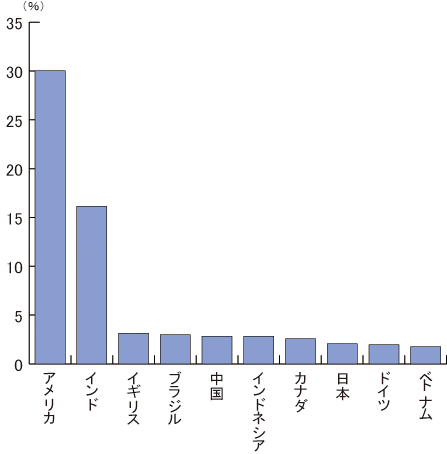 (%)
35
30
25
20
15
10
5
0
アメリカ
インド
イギリス
ブラジル
中国
インドネシア
カナダ
日本
ドイツ
ベトナム